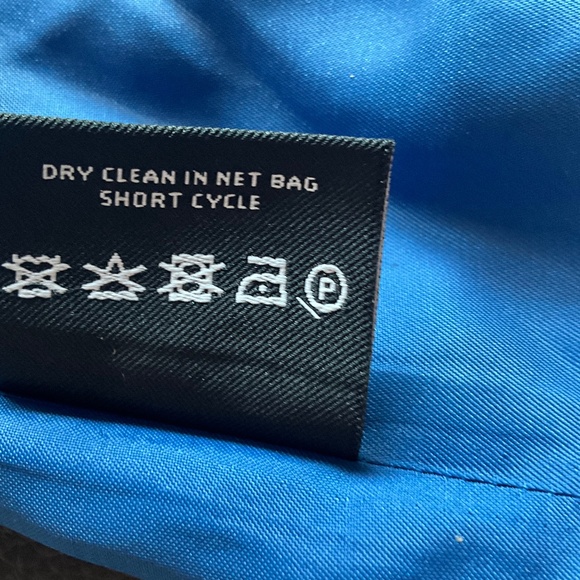 DRY CLEAN IN NET BAG
SHORT CYCLE
P